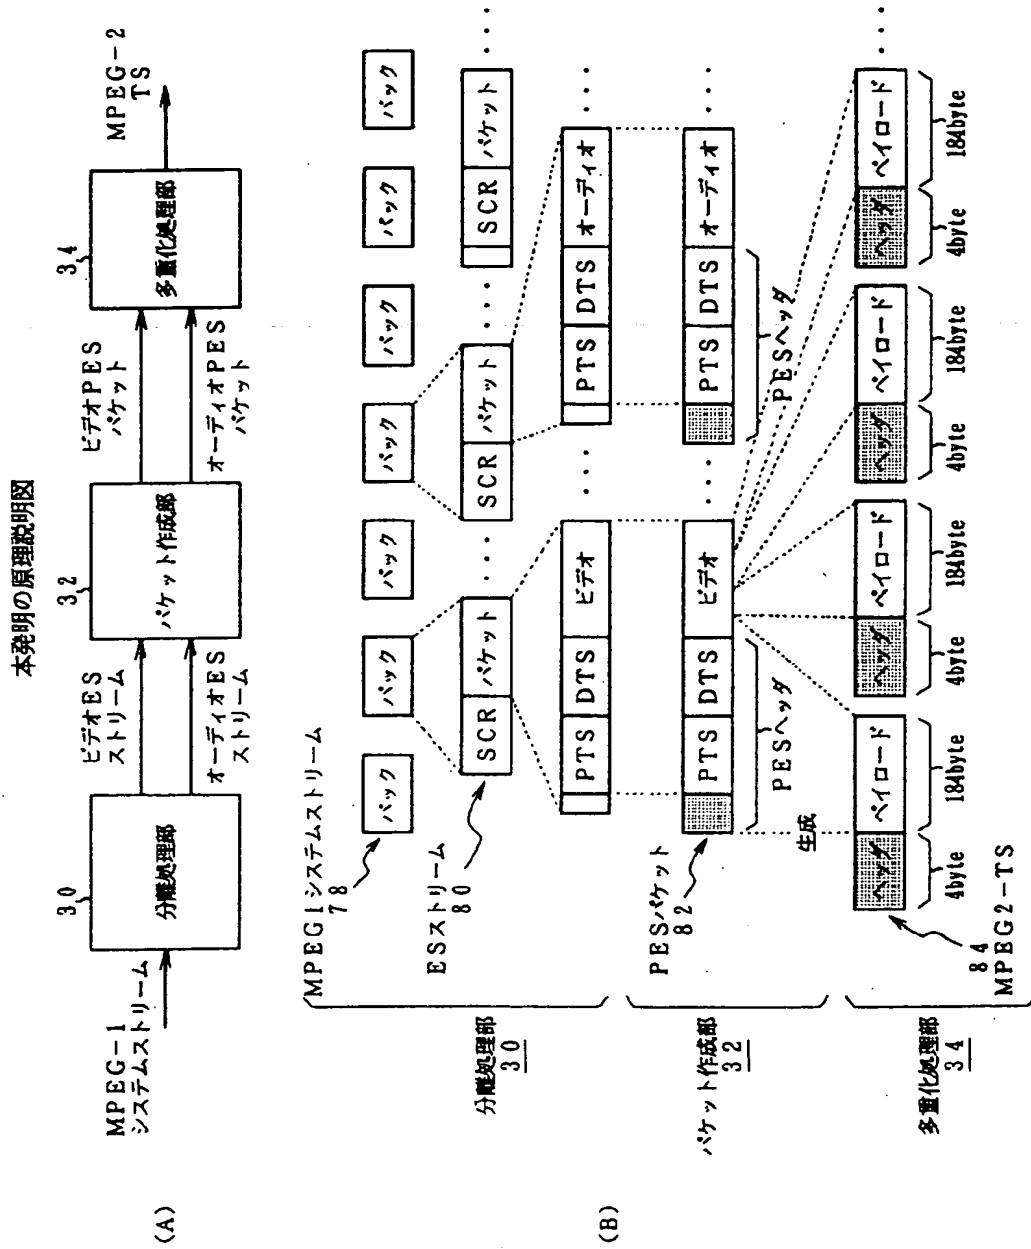 本発明の原理説明図
(A)
MPEG-1
システムストリーム
30
分離処理部
ビデオES
ストリーム
オーディオES
ストリーム
32
パケット作成部
ビデオPES
パケット
オーディオPES
パケット
34
多重化処理部
MPEG-2
TS
(B)
分離処理部
30
MPEG1システムストリーム
78
パック
パック
パック
パック
パック
パック
パック
ESストリーム
80
SCR
パケット
・・・
SCR
パケット
・・・
SCR
パケット
・・・
PTS
DTS
ビデオ
・・・
PTS
DTS
オーディオ
・・・
パケット作成部
32
PESパケット
82
PTS
DTS
ビデオ
・・・
PTS
DTS
オーディオ
・・・
PESヘッダ
PESヘッダ
生成
多重化処理部
34
84
MPEG2-TS
ヘッダ
ペイロード
ヘッダ
ペイロード
ヘッダ
ペイロード
ヘッダ
ペイロード
・・・
4byte
184byte
4byte
184byte
4byte
184byte
4byte
184byte